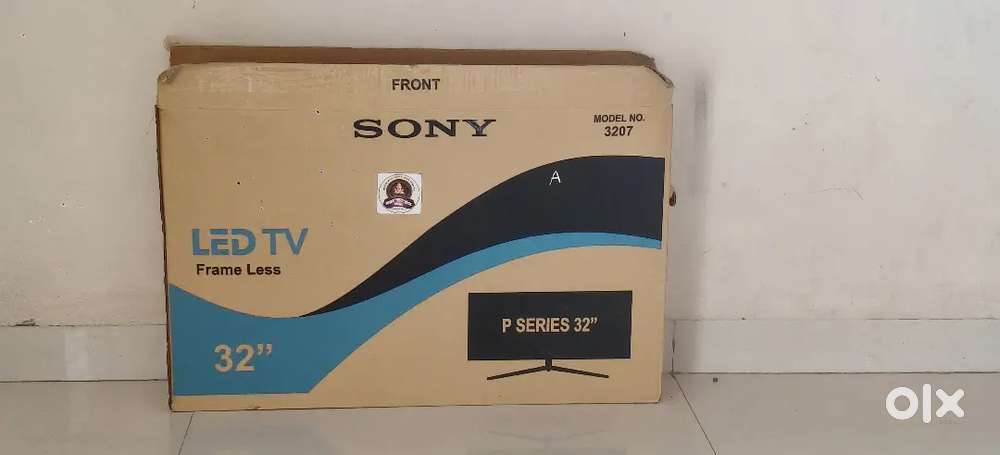 FRONT
SONY
MODEL NO.
3207
A
LED TV
Frame Less
P SERIES 32”
32”
olx